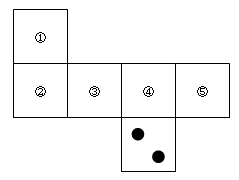 ①
② ③ ④ ⑤